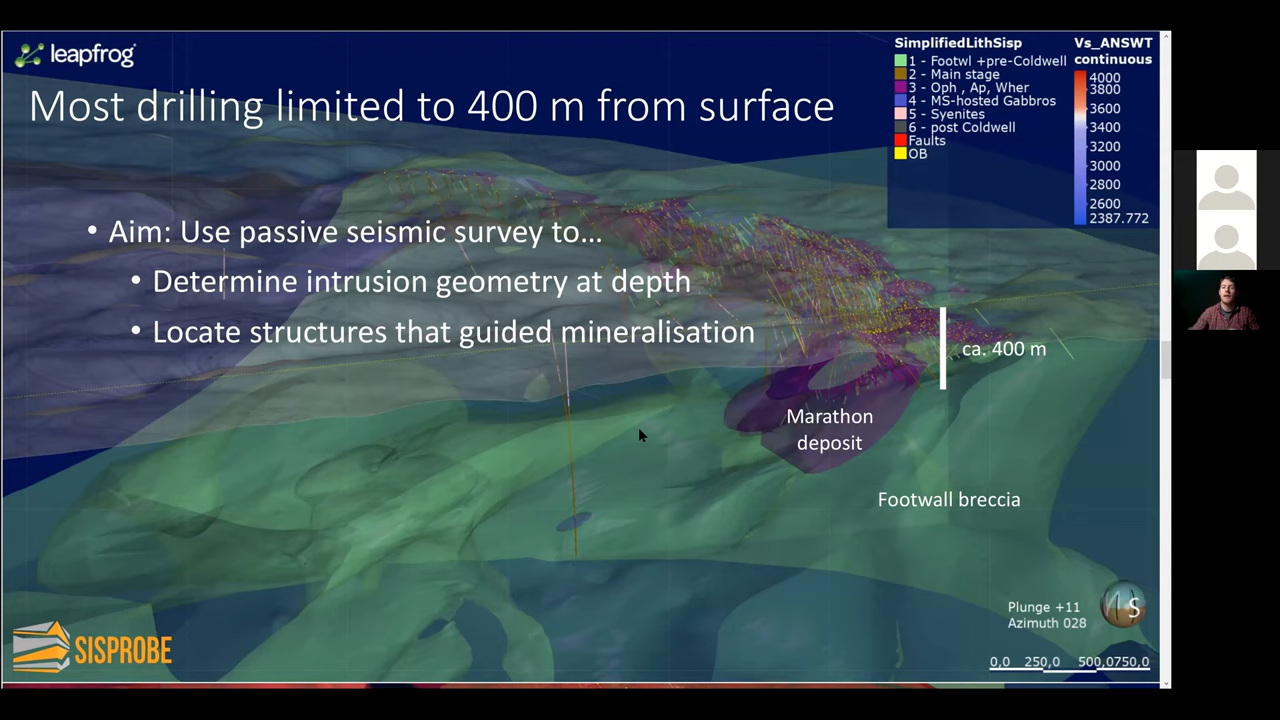 leapfrog
Most drilling limited to 400 m from surface
• Aim: Use passive seismic survey to…
• Determine intrusion geometry at depth
• Locate structures that guided mineralisation
SimplifiedLithSisp
1 - Footwl +pre-Coldwell
2 - Main stage
3 - Oph , Ap, Wher
4 - MS-hosted Gabbros
5 - Syenites
6 - post Coldwell
Faults
OB
Vs_ANSWT
continuous
4000
3800
3600
3400
3200
3000
2800
2600
2387.772
ca. 400 m
Marathon
deposit
Footwall breccia
Plunge +11
Azimuth 028
S
0,0 250,0 500,0750,0
SISPROBE